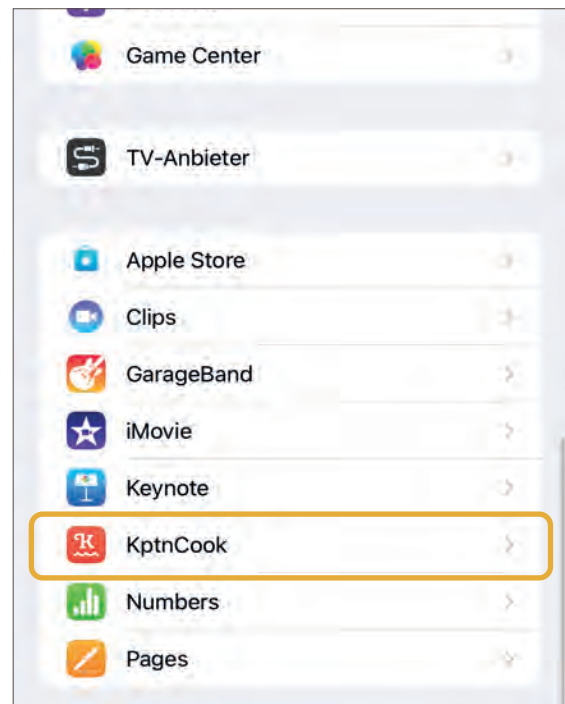 Game Center
TV-Anbieter
Apple Store
Clips
GarageBand
iMovie
Keynote
KptnCook
Numbers
Pages